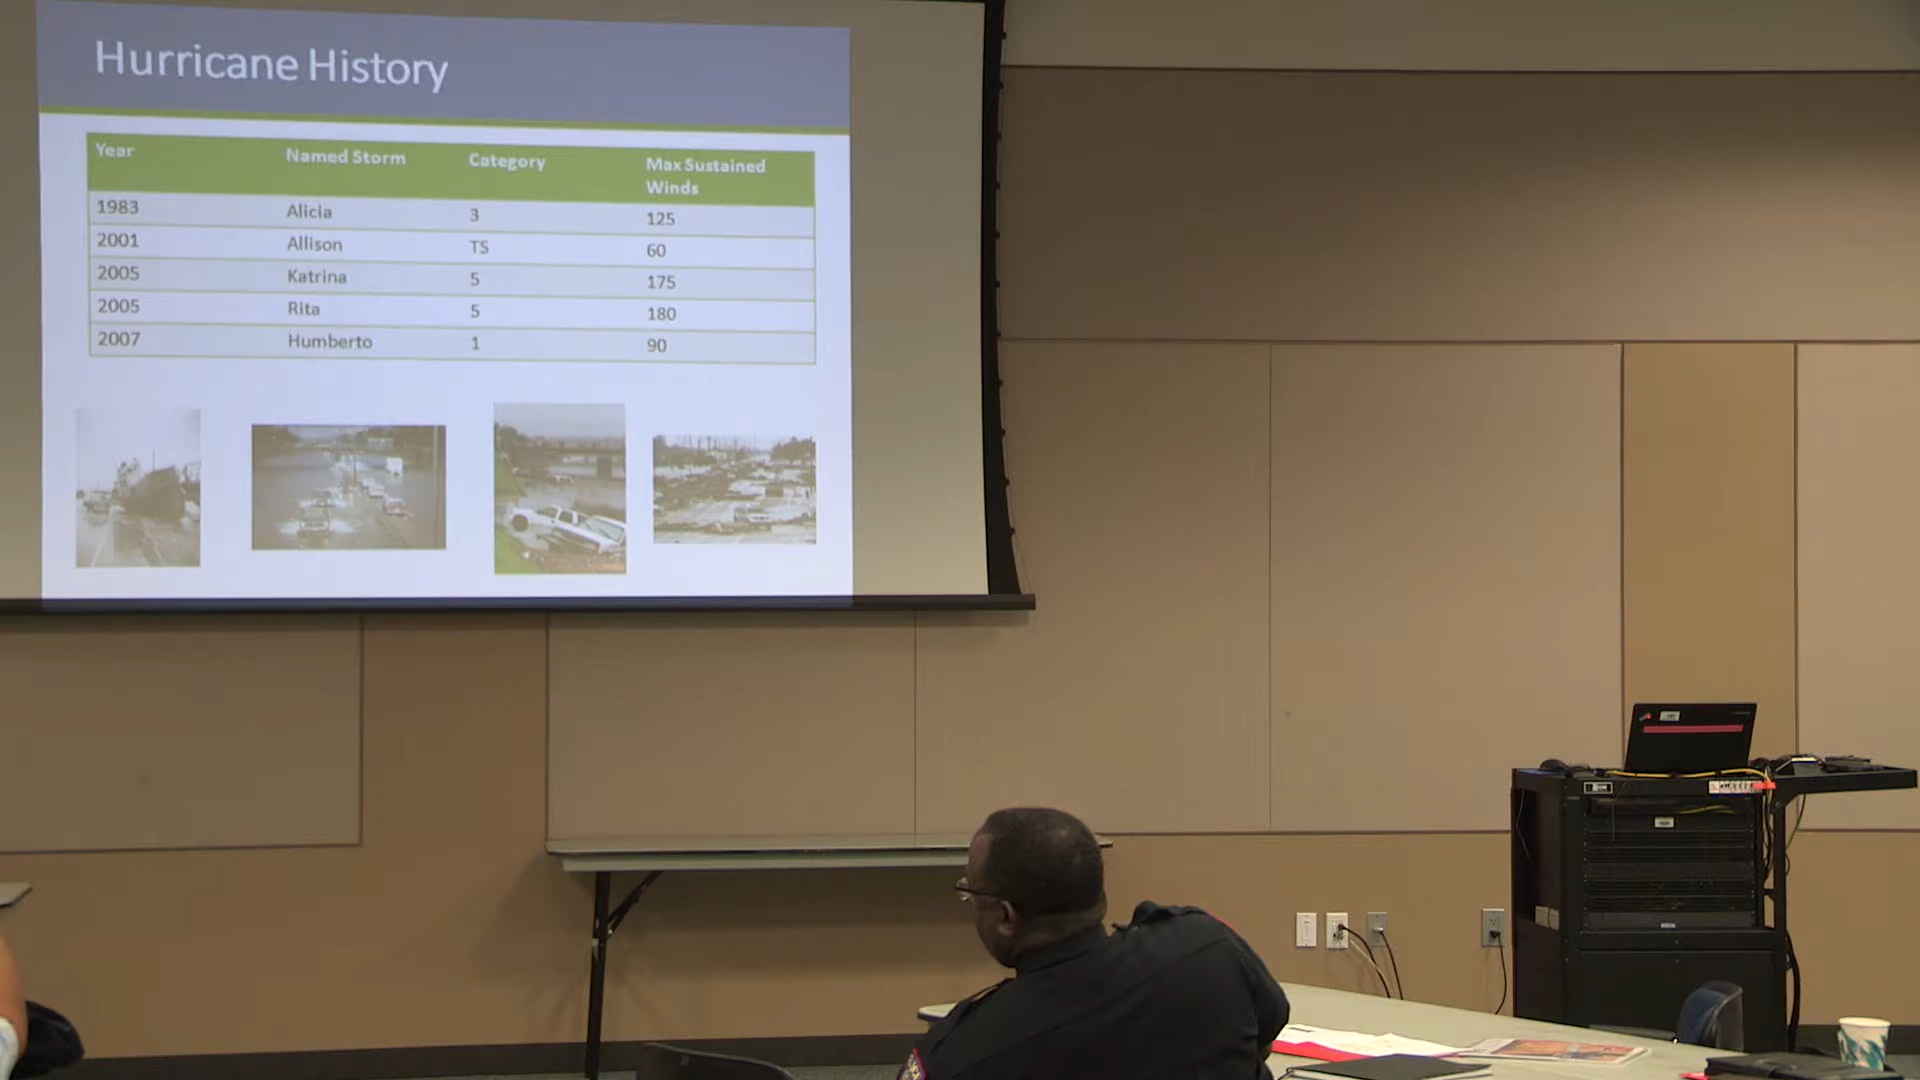 Hurricane History
Year Named Storm Category Max Sustained
Winds
1983 Alicia 3 125
2001 Allison TS 60
2005 Katrina 5 175
2005 Rita 5 180
2007 Humberto 1 90